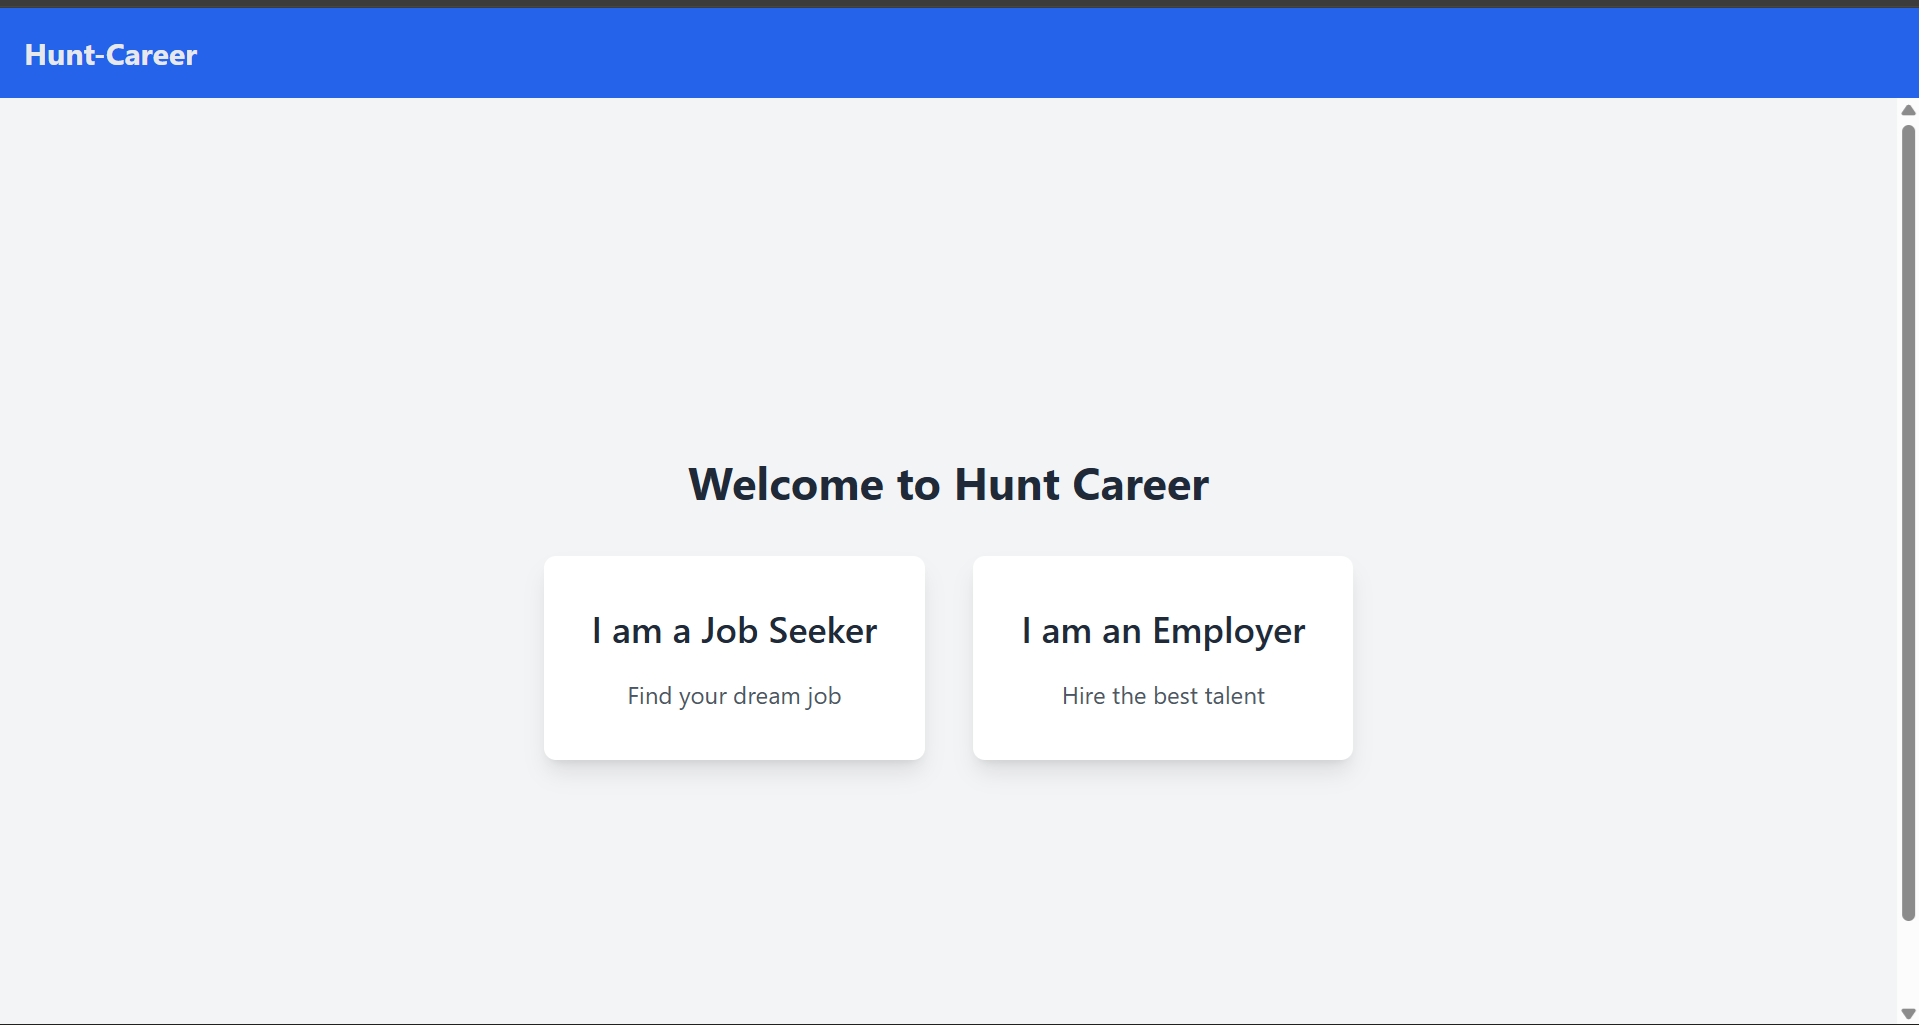 Hunt-Career
Welcome to Hunt Career
I am a Job Seeker
Find your dream job
I am an Employer
Hire the best talent